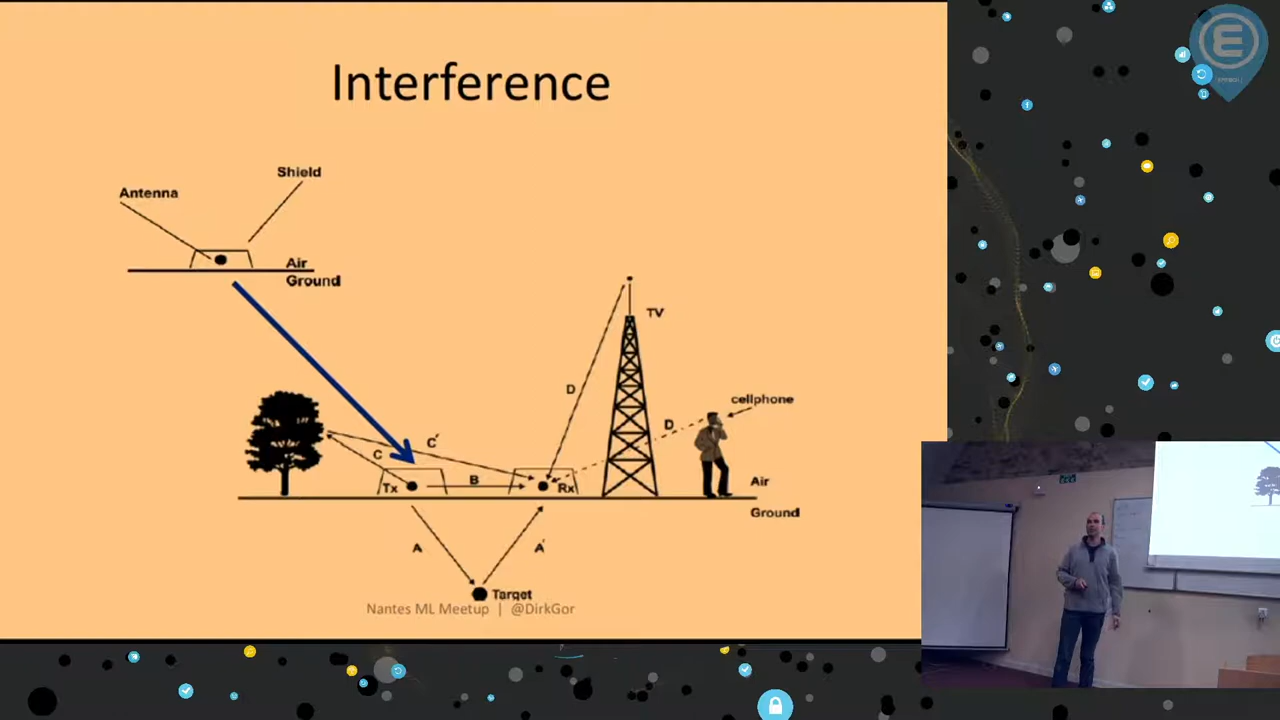 Interference
Shield
Antenna
Air
Ground
TV
D
cellphone
D
C'
C
B
Tx
Rx
Air
Ground
A
A'
Target
Nantes ML Meetup | @DirkGor
E